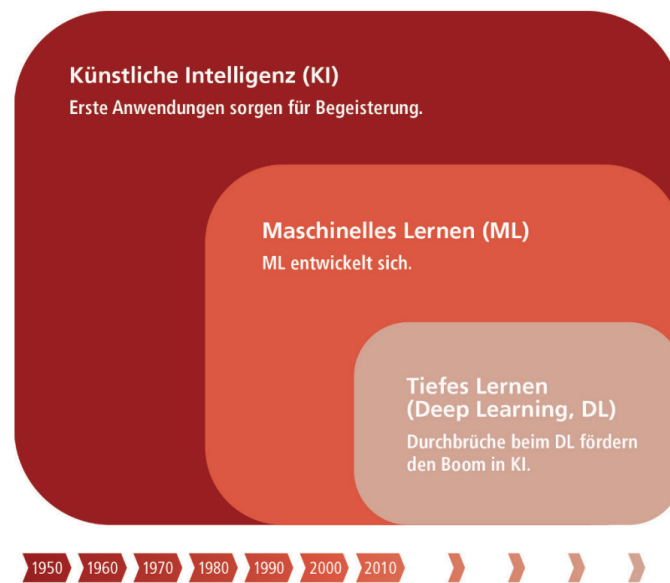 Künstliche Intelligenz (KI)
Erste Anwendungen sorgen für Begeisterung.
Maschinelles Lernen (ML)
ML entwickelt sich.
Tiefes Lernen
(Deep Learning, DL)
Durchbrüche beim DL fördern
den Boom in KI.
1950 1960 1970 1980 1990 2000 2010